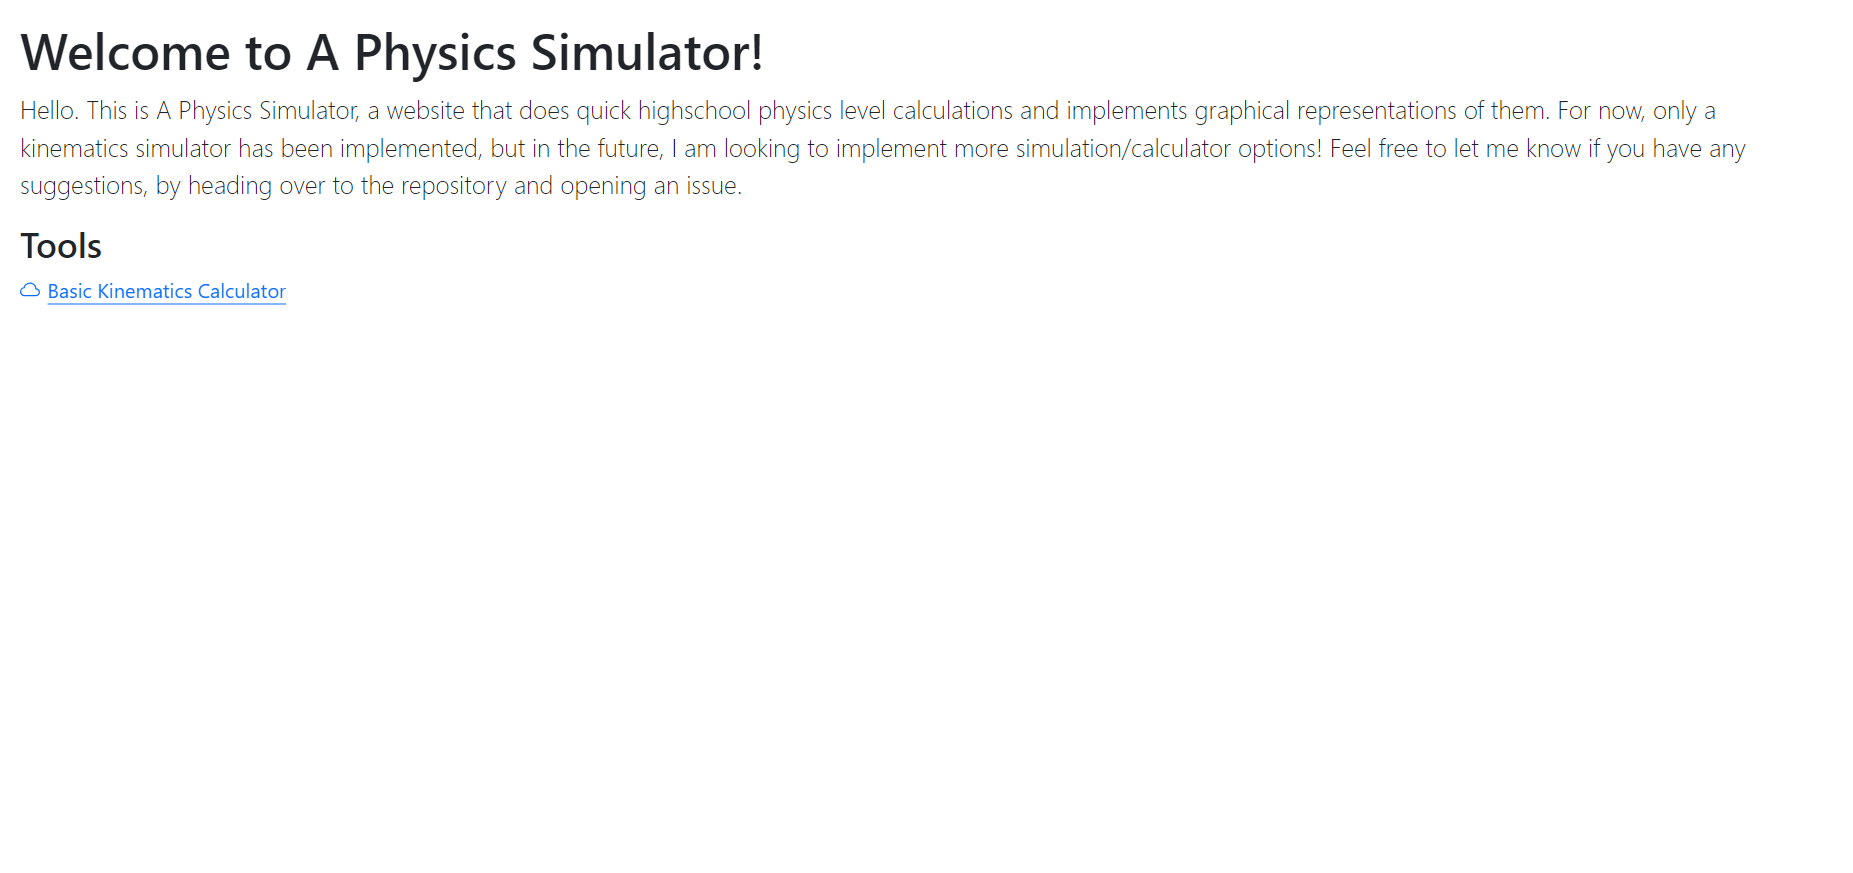 Welcome to A Physics Simulator!
Hello. This is A Physics Simulator, a website that does quick highschool physics level calculations and implements graphical representations of them. For now, only a
kinematics simulator has been implemented, but in the future, I am looking to implement more simulation/calculator options! Feel free to let me know if you have any
suggestions, by heading over to the repository and opening an issue.
Tools
Basic Kinematics Calculator